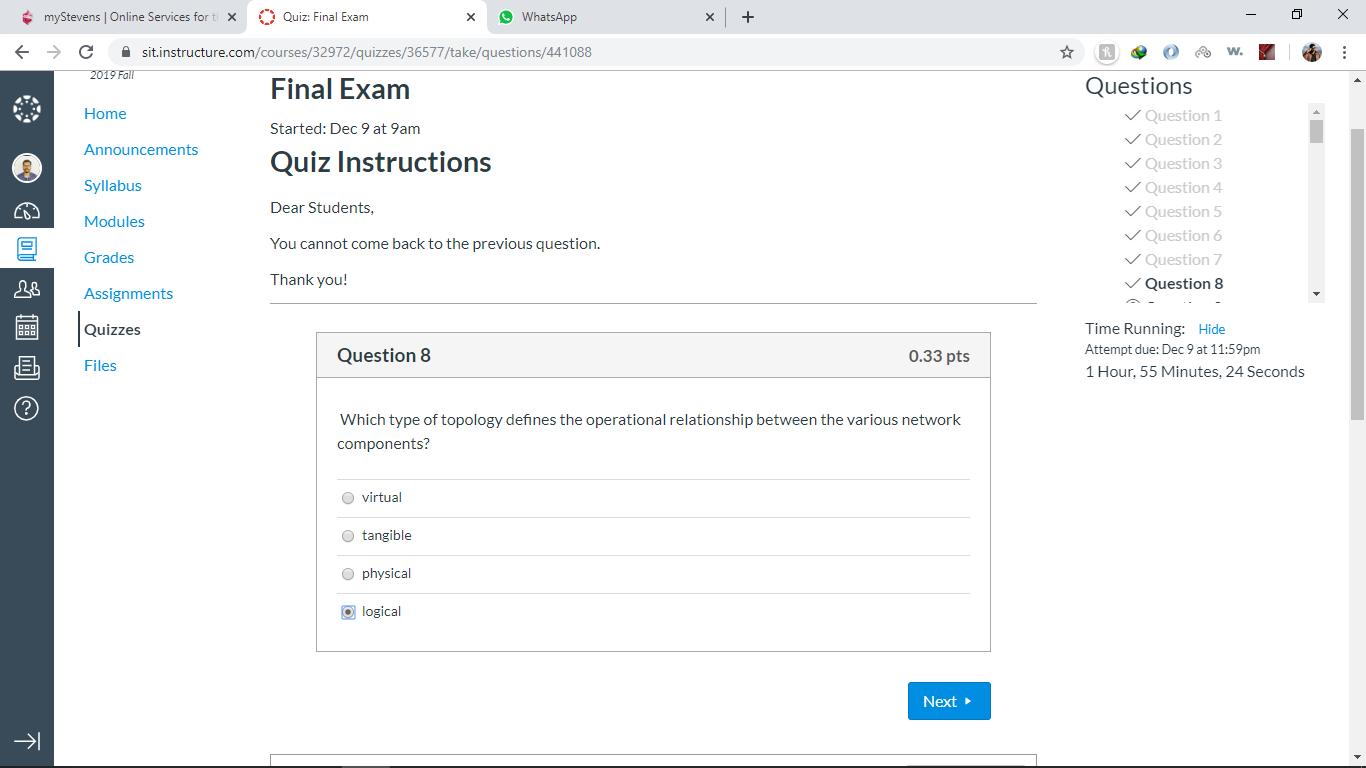 myStevens | Online Services for t
Quiz: Final Exam
WhatsApp
sit.instructure.com/courses/32972/quizzes/36577/take/questions/441088
2019 Fall
Home
Announcements
Syllabus
Modules
Grades
Assignments
Quizzes
Files
Final Exam
Started: Dec 9 at 9am
Quiz Instructions
Dear Students,
You cannot come back to the previous question.
Thank you!
Question 8
0.33 pts
Which type of topology defines the operational relationship between the various network
components?
virtual
tangible
physical
logical
Next
Questions
Question 1
Question 2
Question 3
Question 4
Question 5
Question 6
Question 7
Question 8
Time Running: Hide
Attempt due: Dec 9 at 11:59pm
1 Hour, 55 Minutes, 24 Seconds